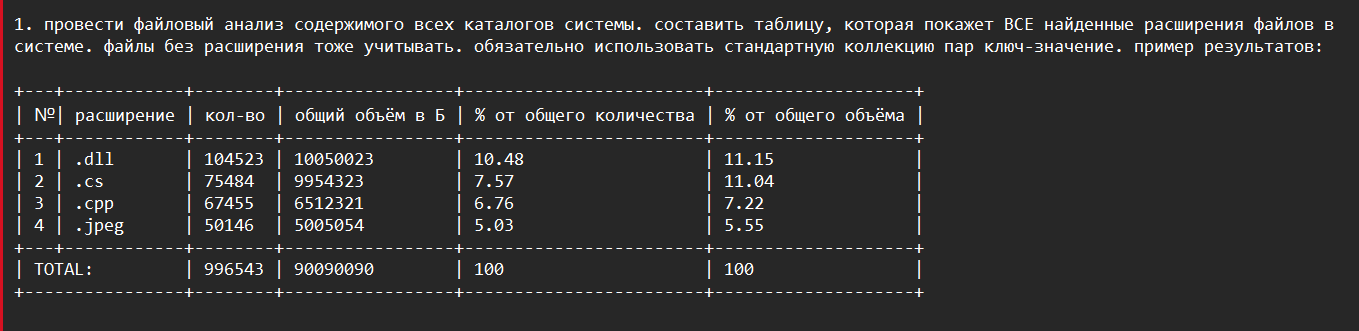 1. провести файловый анализ содержимого всех каталогов системы. составить таблицу, которая покажет ВСЕ найденные расширения файлов в
системе. файлы без расширения тоже учитывать. обязательно использовать стандартную коллекцию пар ключ-значение. пример результатов:
+---+------------+--------+-----------------+------------------------+--------------------+
| №| расширение | кол-во | общий объём в Б | % от общего количества | % от общего объёма |
+---+------------+--------+-----------------+------------------------+--------------------+
| 1 | .dll       | 104523 | 10050023        | 10.48                  | 11.15              |
| 2 | .cs        | 75484  | 9954323         | 7.57                   | 11.04              |
| 3 | .cpp       | 67455  | 6512321         | 6.76                   | 7.22               |
| 4 | .jpeg      | 50146  | 5005054         | 5.03                   | 5.55               |
+---+------------+--------+-----------------+------------------------+--------------------+
| TOTAL:         | 996543 | 90090090        | 100                    | 100                |
+----------------+--------+-----------------+------------------------+--------------------+